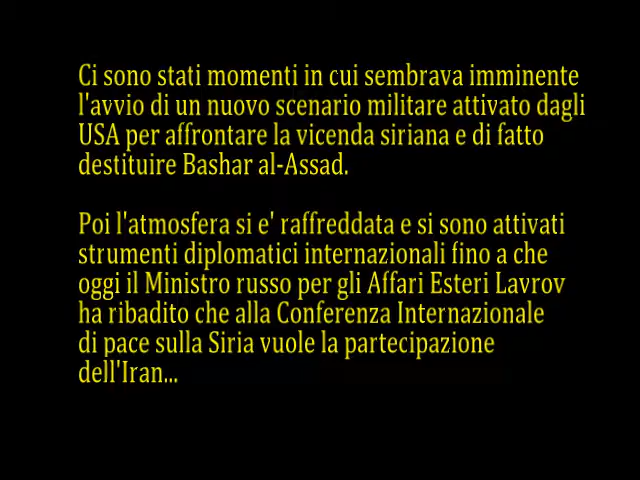 Ci sono stati momenti in cui sembrava imminente
l'avvio di un nuovo scenario militare attivato dagli
USA per affrontare la vicenda siriana e di fatto
destituire Bashar al-Assad.
Poi l'atmosfera si e' raffreddata e si sono attivati
strumenti diplomatici internazionali fino a che
oggi il Ministro russo per gli Affari Esteri Lavrov
ha ribadito che alla Conferenza Internazionale
di pace sulla Siria vuole la partecipazione
dell'Iran...